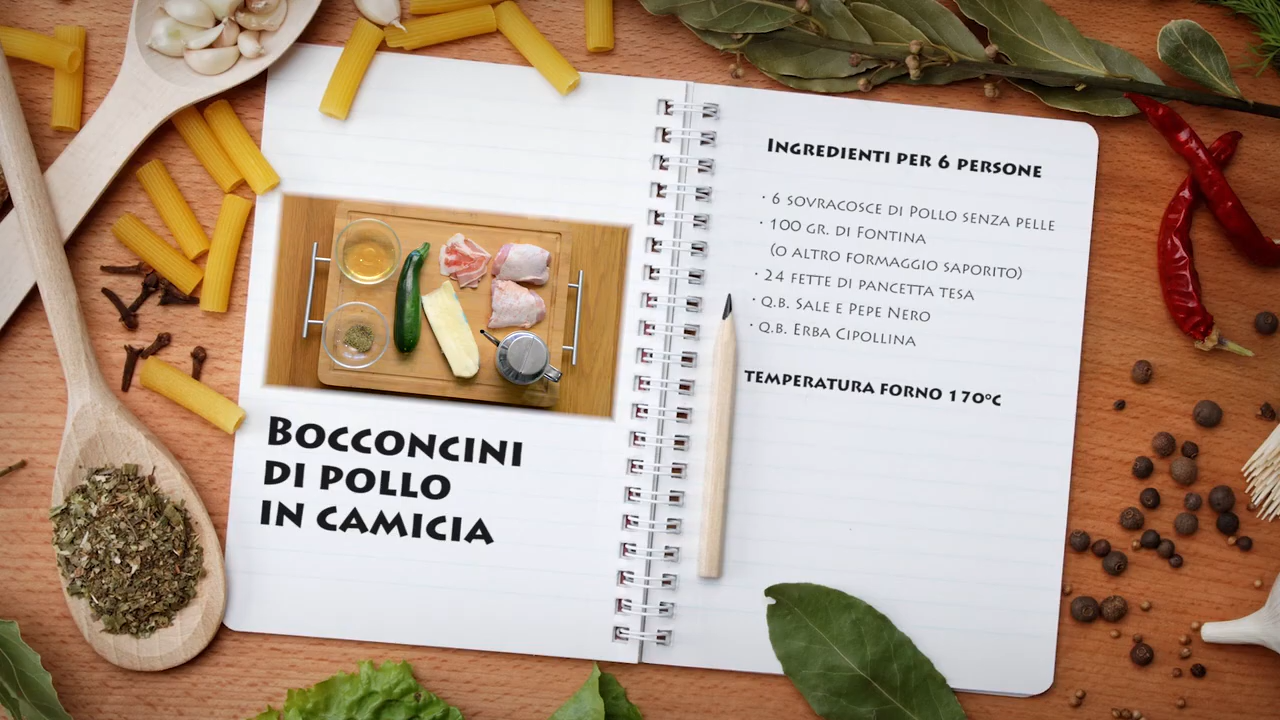 Bocconcini
di pollo
in camicia
Ingredienti per 6 persone
· 6 sovracosce di Pollo senza pelle
· 100 gr. di Fontina
(o altro formaggio saporito)
· 24 fette di pancetta tesa
· q.b. Sale e Pepe Nero
· q.b. Erba Cipollina
temperatura forno 170°C